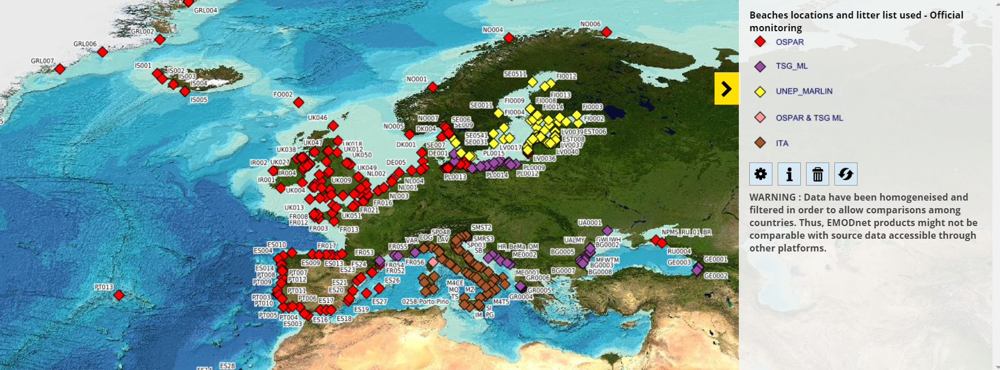 Beaches locations and litter list used - Official
monitoring
OSPAR
TSG_ML
UNEP_MARLIN
OSPAR & TSG ML
ITA
WARNING : Data have been homogeneised and
filtered in order to allow comparisons among
countries. Thus, EMODnet products might not be
comparable with source data accessible through
other platforms.
GRL004
GRL002
GRL006
GRL007
IS001
IS002
IS003
IS004
IS005
FO002
NO004
NO006
NO001
SE0511
FI0012
FI0013
FI0009
FI0008
FI0014
FI0004
FI0003
FI0002
SE0011
UK046
NO007
NO005
DK004
SE006
SE009
SE0541
SE0031
LV0039
EST006
EST008
LV0037
LV0040
LV0017
LV0036
UK047
UK018
UK012
UK038
UK050
DK001
SE007
DE001
PL0015
IR002
UK027
IR004
IR001
UK004
UK049
UK009
DE005
NL002
NL004
NL001
NL003
PL0013
PL0014
PL0009
PL0012
UK013
FR008
FR012
FR003
FR013
UK051
FR021
FR016
UA0001
NPMS_RU_01_BR
ES010
ES004
FR017
ES009
ES013
FR053
ES24
ES23
VAR
COG
SP048
LAV
SMST2
SMRS3
SP003
SB
FR055
FR054
FR052
FR056
HR_BeMa_OM
ME0002
UALMY
GWUWH
BG0002
BG0005
MEWTM
BG0003
BG0007
BG0008
RU0004
GE0003
GE0001
GE0002
ES014
PT008
PT009
PT007
PT012
PT011
PT003
PT010
PT006
PT005
PT004
ES003
PT013
ES21
ES20
ES17
ES16
ES18
ES19
ES26
ES27
0258-Porto Pino
M4CE
MO
TS
MZ
M4T5
SI
IM
PG
ME0001
GR0006
GR0005
GR0004
ES28